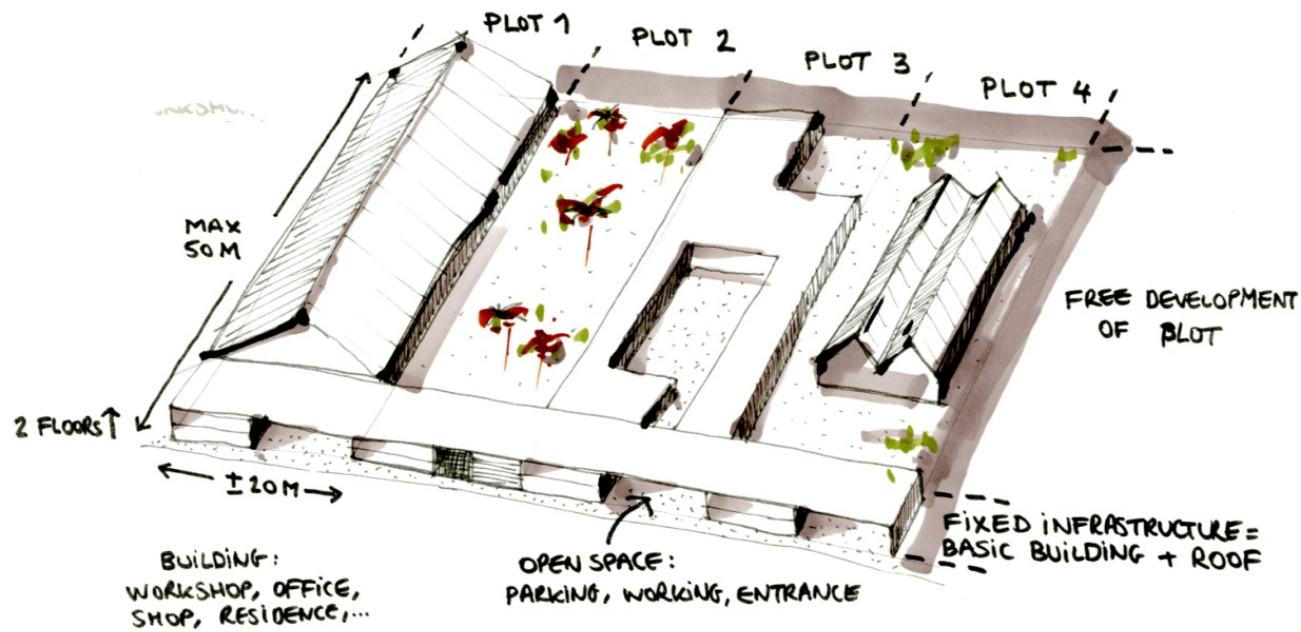 PLOT 1
PLOT 2
PLOT 3
PLOT 4
MAX
50 M
FREE DEVELOPMENT
OF PLOT
2 FLOORS↑
±20M
FIXED INFRASTRUCTURE=
BASIC BUILDING + ROOF
BUILDING:
WORKSHOP, OFFICE,
SHOP, RESIDENCE,...
OPEN SPACE:
PARKING, WORKING, ENTRANCE